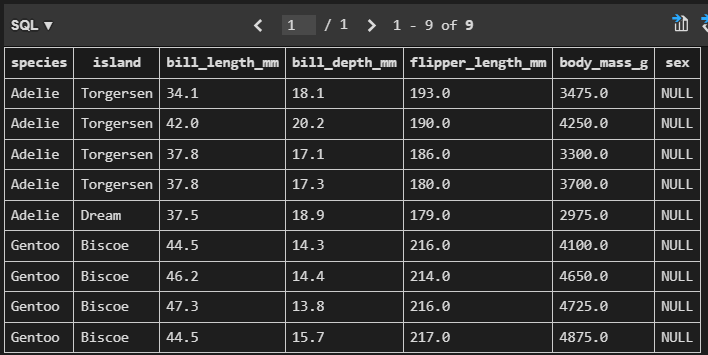 SQL ▼ 1 / 1 1 - 9 of 9
species island bill_length_mm bill_depth_mm flipper_length_mm body_mass_g sex
Adelie Torgersen 34.1 18.1 193.0 3475.0 NULL
Adelie Torgersen 42.0 20.2 190.0 4250.0 NULL
Adelie Torgersen 37.8 17.1 186.0 3300.0 NULL
Adelie Torgersen 37.8 17.3 180.0 3700.0 NULL
Adelie Dream 37.5 18.9 179.0 2975.0 NULL
Gentoo Biscoe 44.5 14.3 216.0 4100.0 NULL
Gentoo Biscoe 46.2 14.4 214.0 4650.0 NULL
Gentoo Biscoe 47.3 13.8 216.0 4725.0 NULL
Gentoo Biscoe 44.5 15.7 217.0 4875.0 NULL